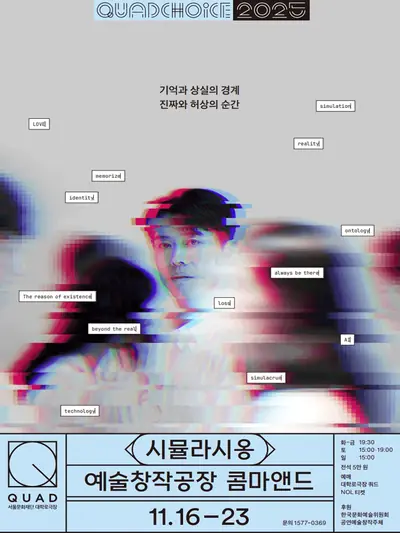 QUADCHOICE 2025
기억과 상실의 경계
진짜와 허상의 순간
simulation
LOVE
reality
memorize
identity
ontology
always be there
The reason of existence
loss
beyond the real
AI
simulacrum
technology
QUAD
서울문화재단 대학로극장
시뮬라시옹
예술창작공장 콤마앤드
11.16–23
문의 1577-0369
화-금 19:30
토 15:00·19:00
일 15:00
전석 5만 원
예매
대학로극장 쿼드
NOL 티켓
후원
한국문화예술위원회
공연예술창작주체